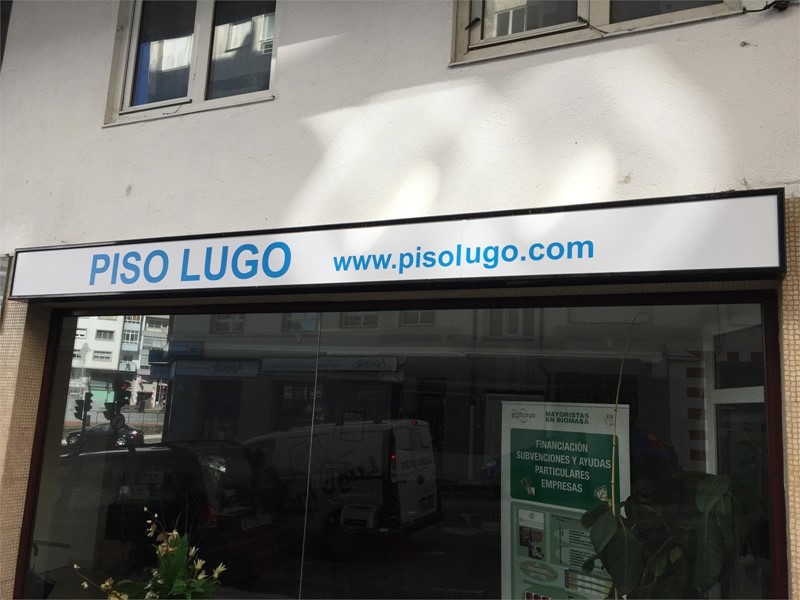 PISO LUGO www.pisolugo.com
MAYORISTAS
EN BIOMASA
FINANCIACIÓN
SUBVENCIONES Y AYUDAS
PARTICULARES
EMPRESAS